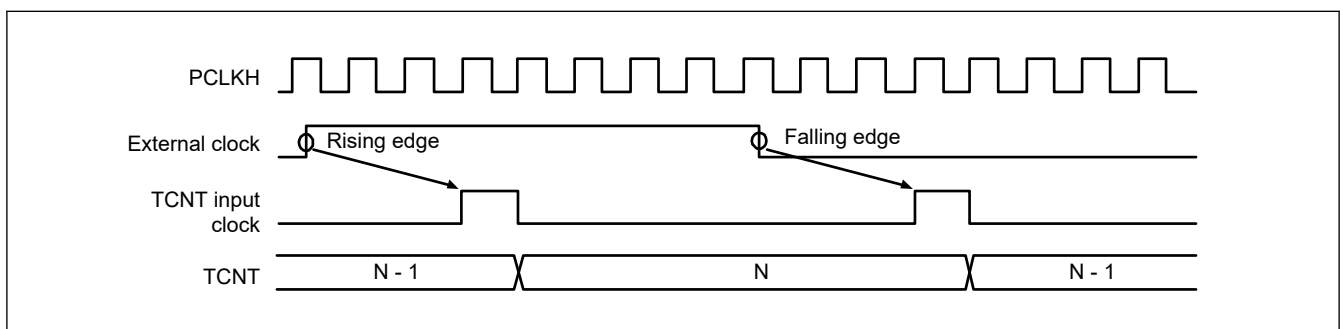 PCLKH
External clock
Rising edge
Falling edge
TCNT input
clock
TCNT
N - 1
N
N - 1